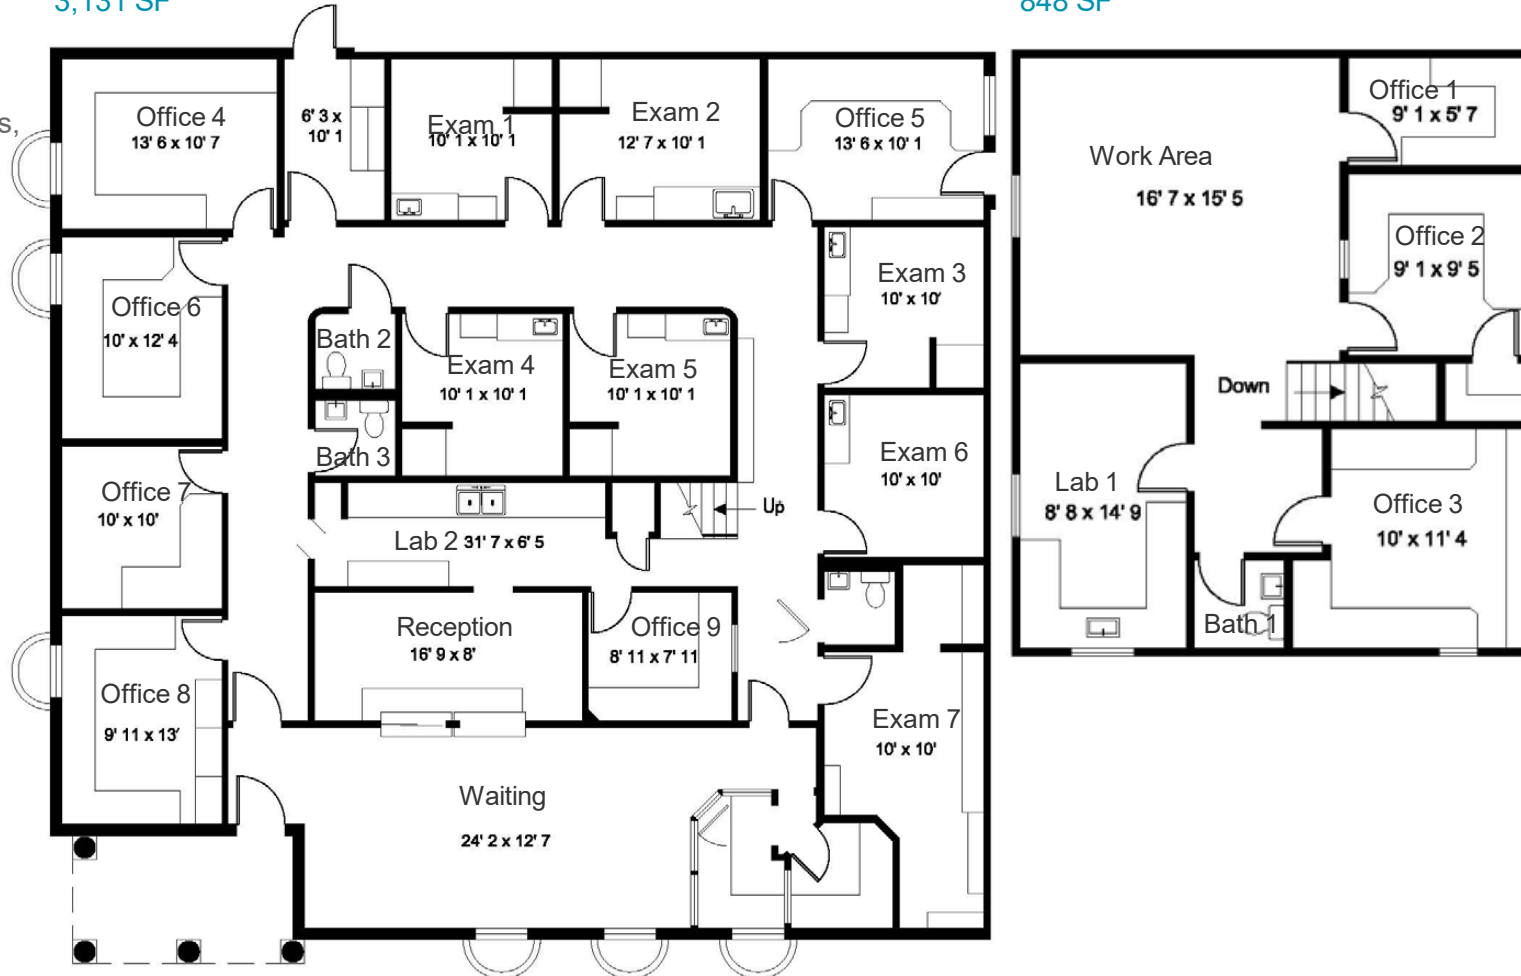 3,131 SF
848 SF
s,
Office 4
13' 6 x 10' 7
6' 3 x
10' 1
Exam 1
10' 1 x 10' 1
Exam 2
12' 7 x 10' 1
Office 5
13' 6 x 10' 1
Office 1
9' 1 x 5' 7
Work Area
16' 7 x 15' 5
Office 2
9' 1 x 9' 5
Office 6
10' x 12' 4
Exam 3
10' x 10'
Bath 2
Exam 4
10' 1 x 10' 1
Exam 5
10' 1 x 10' 1
Down
Bath 3
Exam 6
10' x 10'
Office 7
10' x 10'
Up
Lab 1
8' 8 x 14' 9
Office 3
10' x 11' 4
Lab 2 31' 7 x 6' 5
Reception
16' 9 x 8'
Office 9
8' 11 x 7' 11
Bath 1
Office 8
9' 11 x 13'
Exam 7
10' x 10'
Waiting
24' 2 x 12' 7